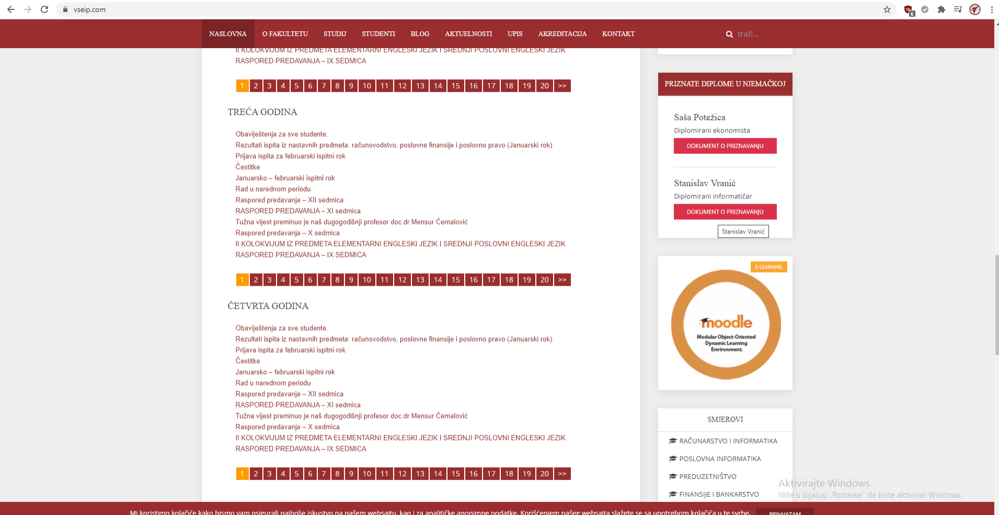 vseip.com
6
NASLOVNA O FAKULTETU STUDIJ STUDENTI BLOG AKTUELNOSTI UPIS AKREDITACIJA KONTAKT traži...
II KOLOKVIJUM IZ PREDMETA ELEMENTARNI ENGLESKI JEZIK I SREDNJI POSLOVNI ENGLESKI JEZIK
RASPORED PREDAVANJA – IX SEDMICA
1 2 3 4 5 6 7 8 9 10 11 12 13 14 15 16 17 18 19 20 >>
TREĆA GODINA
Obaviještenja za sve studente.
Rezultati ispita iz nastavnih predmeta: računovodstvo, poslovne finansije i poslovno pravo (Januarski rok).
Prijava ispita za februarski ispitni rok
Čestitke
Januarsko – februarski ispitni rok
Rad u narednom periodu
Raspored predavanja – XII sedmica
RASPORED PREDAVANJA – XI sedmica
Tužna vijest preminuo je naš dugogodišnji profesor doc.dr Mensur Ćemalović
Raspored predavanja – X sedmica
II KOLOKVIJUM IZ PREDMETA ELEMENTARNI ENGLESKI JEZIK I SREDNJI POSLOVNI ENGLESKI JEZIK
RASPORED PREDAVANJA – IX SEDMICA
1 2 3 4 5 6 7 8 9 10 11 12 13 14 15 16 17 18 19 20 >>
ČETVRTA GODINA
Obaviještenja za sve studente.
Rezultati ispita iz nastavnih predmeta: računovodstvo, poslovne finansije i poslovno pravo (Januarski rok).
Prijava ispita za februarski ispitni rok
Čestitke
Januarsko – februarski ispitni rok
Rad u narednom periodu
Raspored predavanja – XII sedmica
RASPORED PREDAVANJA – XI sedmica
Tužna vijest preminuo je naš dugogodišnji profesor doc.dr Mensur Ćemalović
Raspored predavanja – X sedmica
II KOLOKVIJUM IZ PREDMETA ELEMENTARNI ENGLESKI JEZIK I SREDNJI POSLOVNI ENGLESKI JEZIK
RASPORED PREDAVANJA – IX SEDMICA
1 2 3 4 5 6 7 8 9 10 11 12 13 14 15 16 17 18 19 20 >>
PRIZNATE DIPLOME U NJEMAČKOJ
Saša Potežica
Diplomirani ekonomista
DOKUMENT O PRIZNAVANJU
Stanislav Vranić
Diplomirani informatičar
DOKUMENT O PRIZNAVANJU
Stanislav Vranić
E-LEARNING
moodle
Modular Object-Oriented
Dynamic Learning
Environment.
SMJEROVI
RAČUNARSTVO I INFORMATIKA
POSLOVNA INFORMATIKA
PREDUZETNIŠTVO
FINANSIJE I BANKARSTVO
Aktivirajte Windows
Idite u dijalog „Postavke“ da biste aktivirali Windows.
Mi koristimo kolačiće kako bismo vam osigurali najbolje iskustvo na našem websajtu, kao i za analitičke anonimne podatke. Korišćenjem našeg websajta slažete se sa upotrebom kolačića u te svrhe. PRIHVATAM